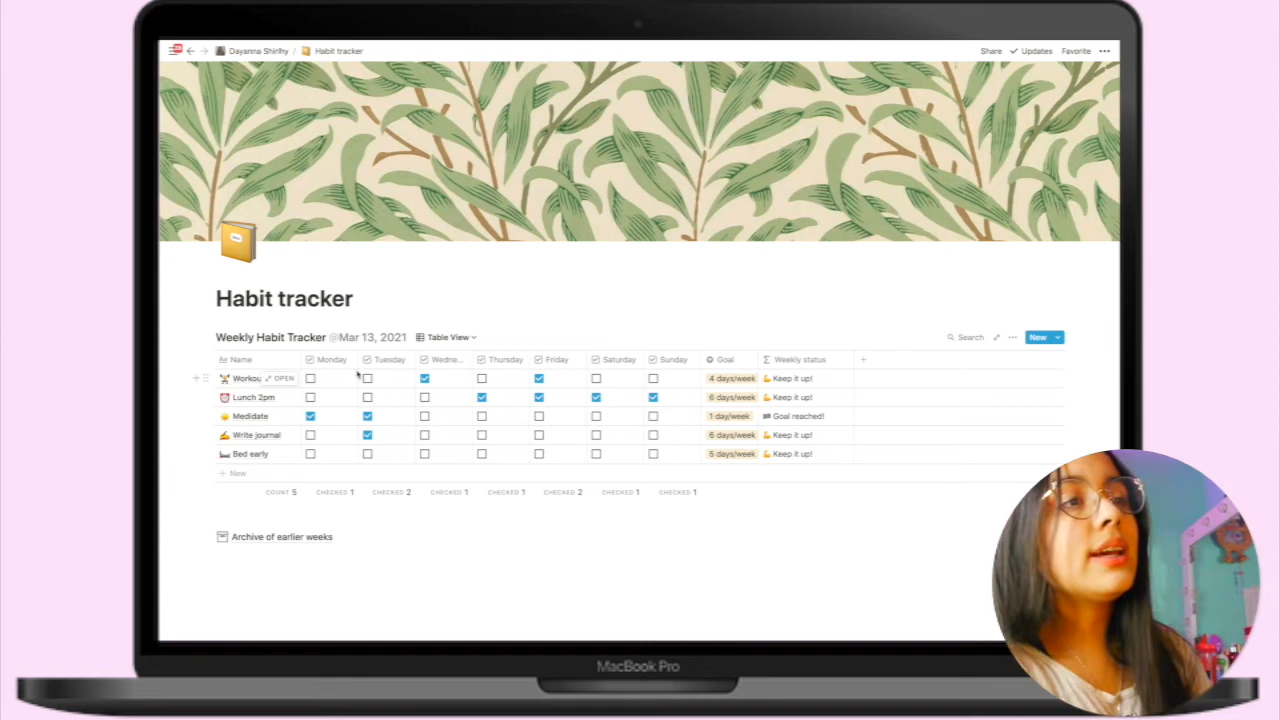 Dayanna Shirlhy / Habit tracker Share Updates Favorite
Habit tracker
Weekly Habit Tracker @Mar 13, 2021 Table View Search New
Aa Name Monday Tuesday Wedne... Thursday Friday Saturday Sunday Goal Σ Weekly status
Workou OPEN 4 days/week Keep it up!
Lunch 2pm 6 days/week Keep it up!
Medidate 1 day/week Goal reached!
Write journal 6 days/week Keep it up!
Bed early 5 days/week Keep it up!
+ New
COUNT 5 CHECKED 1 CHECKED 2 CHECKED 1 CHECKED 1 CHECKED 2 CHECKED 1 CHECKED 1
Archive of earlier weeks
MacBook Pro